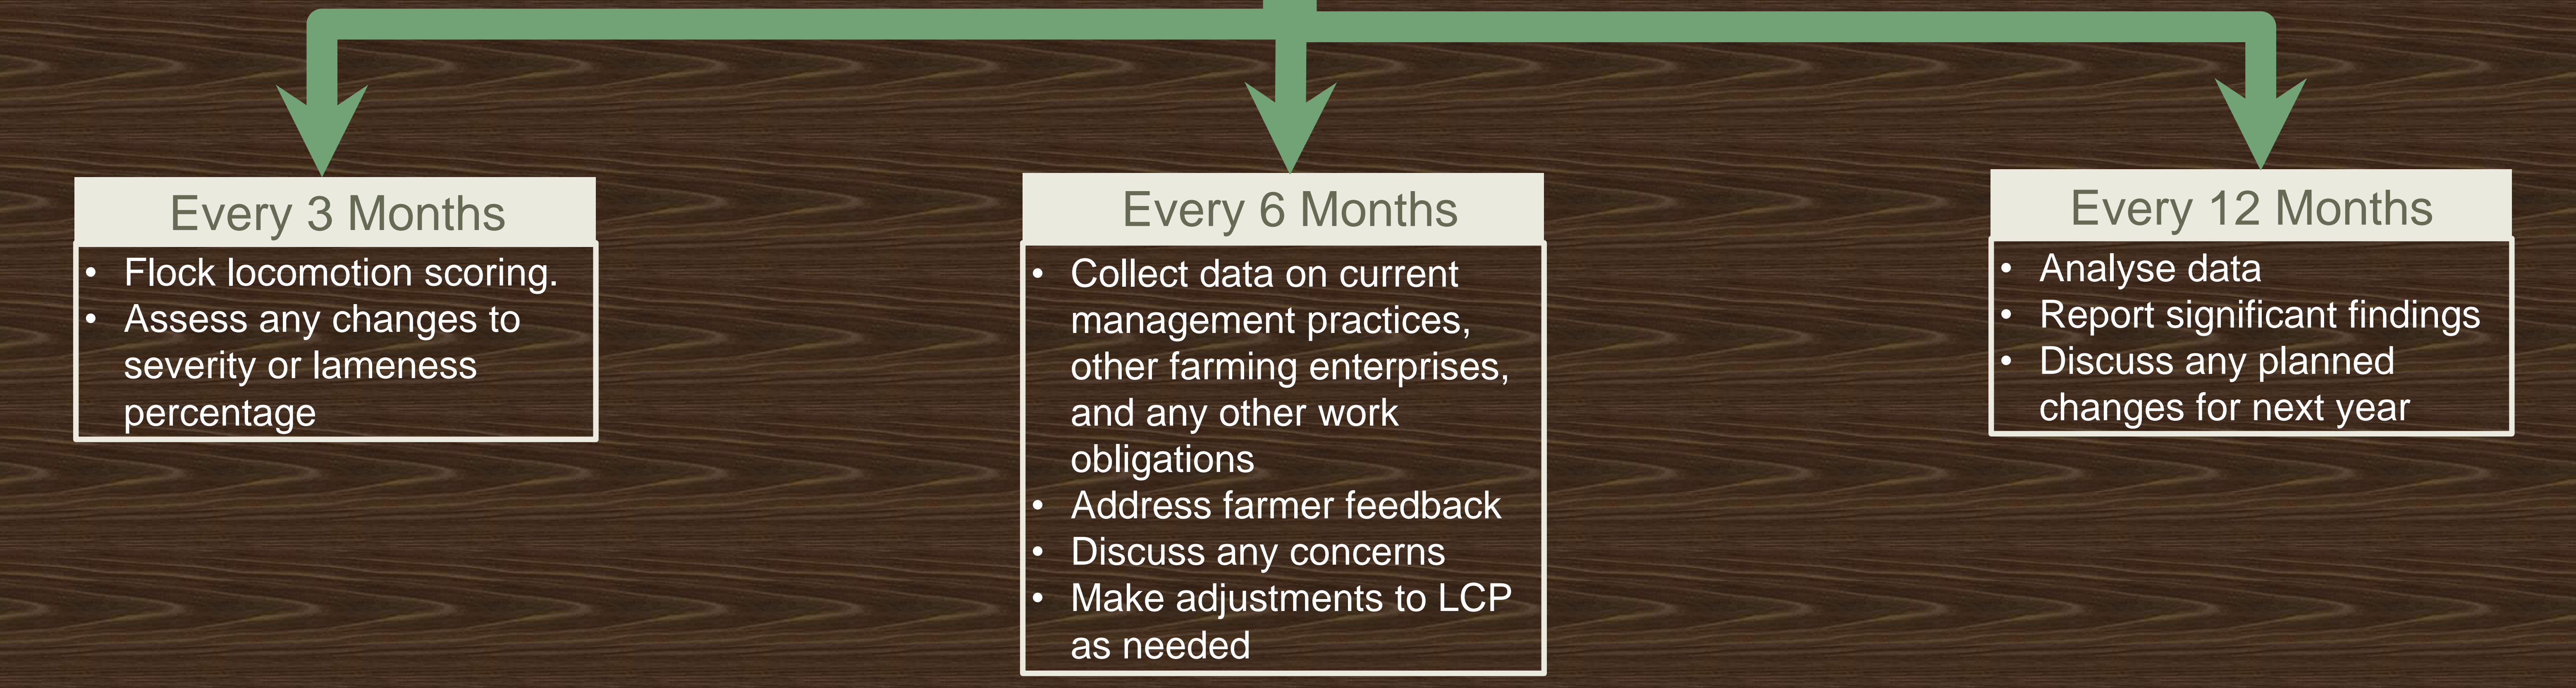 Every 3 Months
• Flock locomotion scoring.
• Assess any changes to
severity or lameness
percentage
Every 6 Months
• Collect data on current
management practices,
other farming enterprises,
and any other work
obligations
• Address farmer feedback
• Discuss any concerns
• Make adjustments to LCP
as needed
Every 12 Months
• Analyse data
• Report significant findings
• Discuss any planned
changes for next year